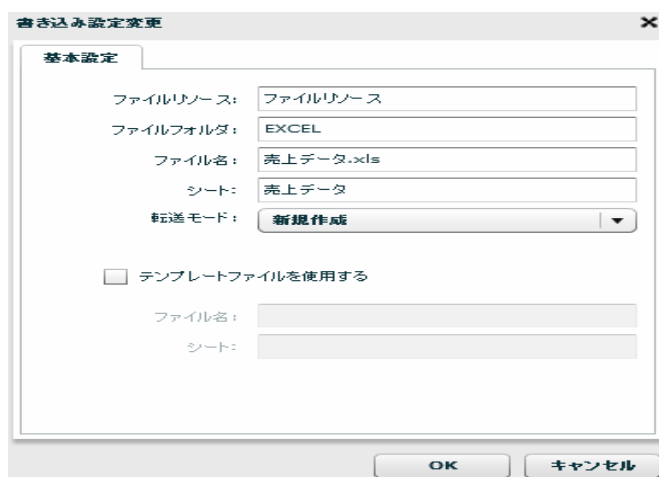 書き込み設定変更
基本設定
ファイルリソース: ファイルリソース
ファイルフォルダ: EXCEL
ファイル名: 売上データ.xls
シート: 売上データ
転送モード: 新規作成
テンプレートファイルを使用する
ファイル名:
シート:
OK キャンセル